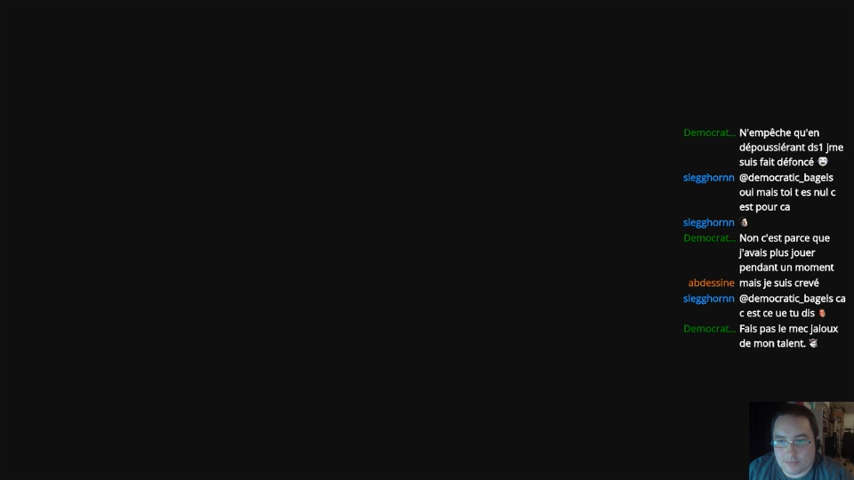 Democrat... N'empêche qu'en
dépoussiérant ds1 jme
suis fait défoncé
slegghornn @democratic_bagels
oui mais toi t es nul c
est pour ca
slegghornn
Democrat... Non c'est parce que
j'avais plus jouer
pendant un moment
abdessine mais je suis crevé
slegghornn @democratic_bagels ca
c est ce ue tu dis
Democrat... Fais pas le mec jaloux
de mon talent.